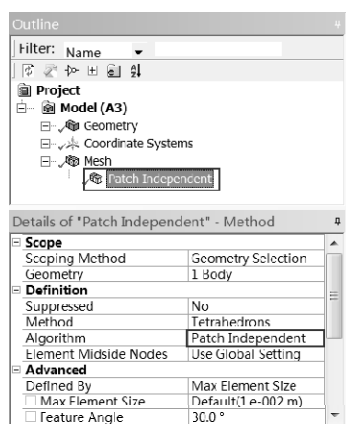 Outline
Filter: Name
Project
Model (A3)
Geometry
Coordinate Systems
Mesh
Patch Independent
Details of "Patch Independent" - Method
Scope
Scoping Method Geometry Selection
Geometry 1 Body
Definition
Suppressed No
Method Tetrahedrons
Algorithm Patch Independent
Element Midside Nodes Use Global Setting
Advanced
Defined By Max Element Size
Max Element Size Default(1.e-002 m)
Feature Angle 30.0 °